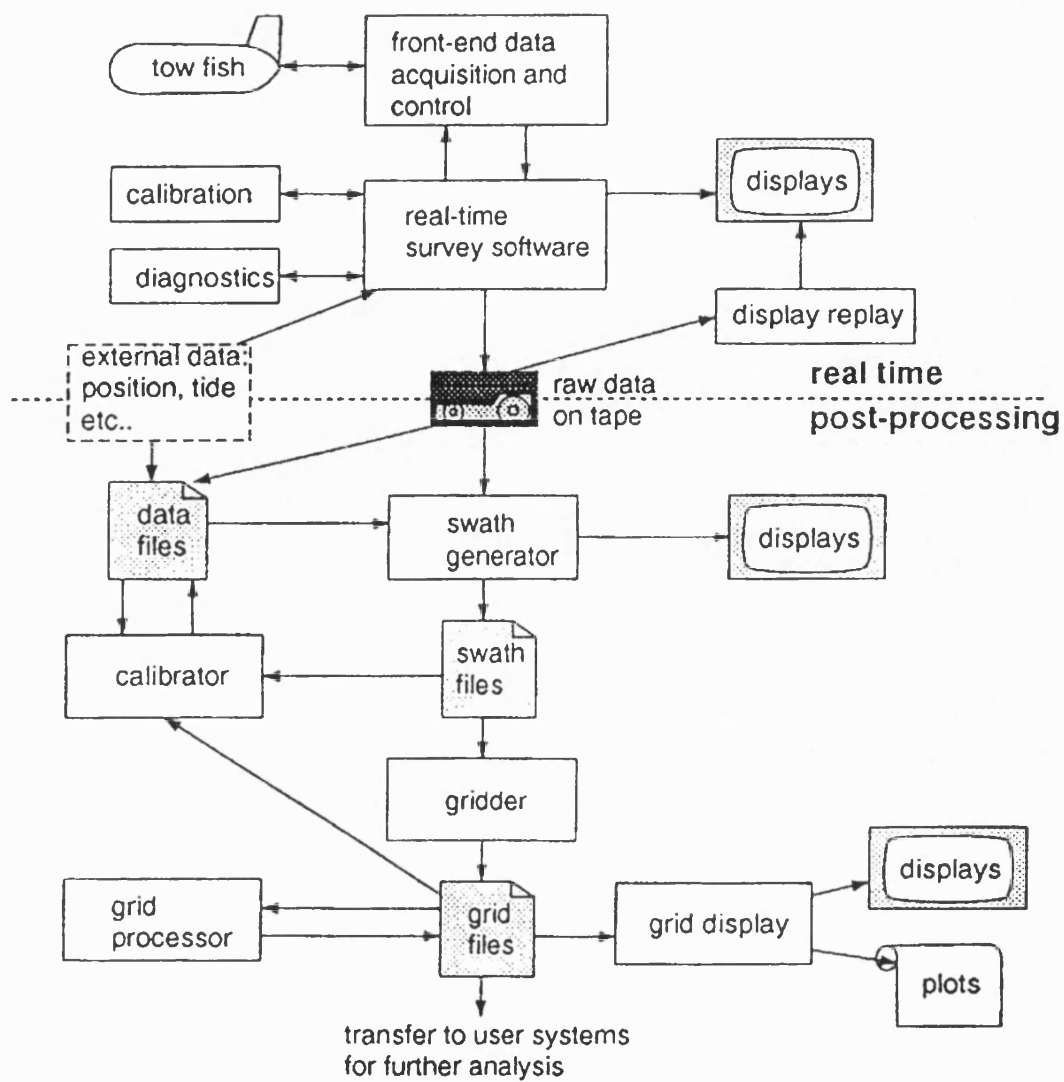 tow fish
front-end data
acquisition and
control
calibration
real-time
survey software
displays
diagnostics
display replay
external data:
position, tide
etc..
raw data
on tape
real time
post-processing
data
files
swath
generator
displays
calibrator
swath
files
gridder
grid
processor
grid
files
grid display
displays
plots
transfer to user systems
for further analysis